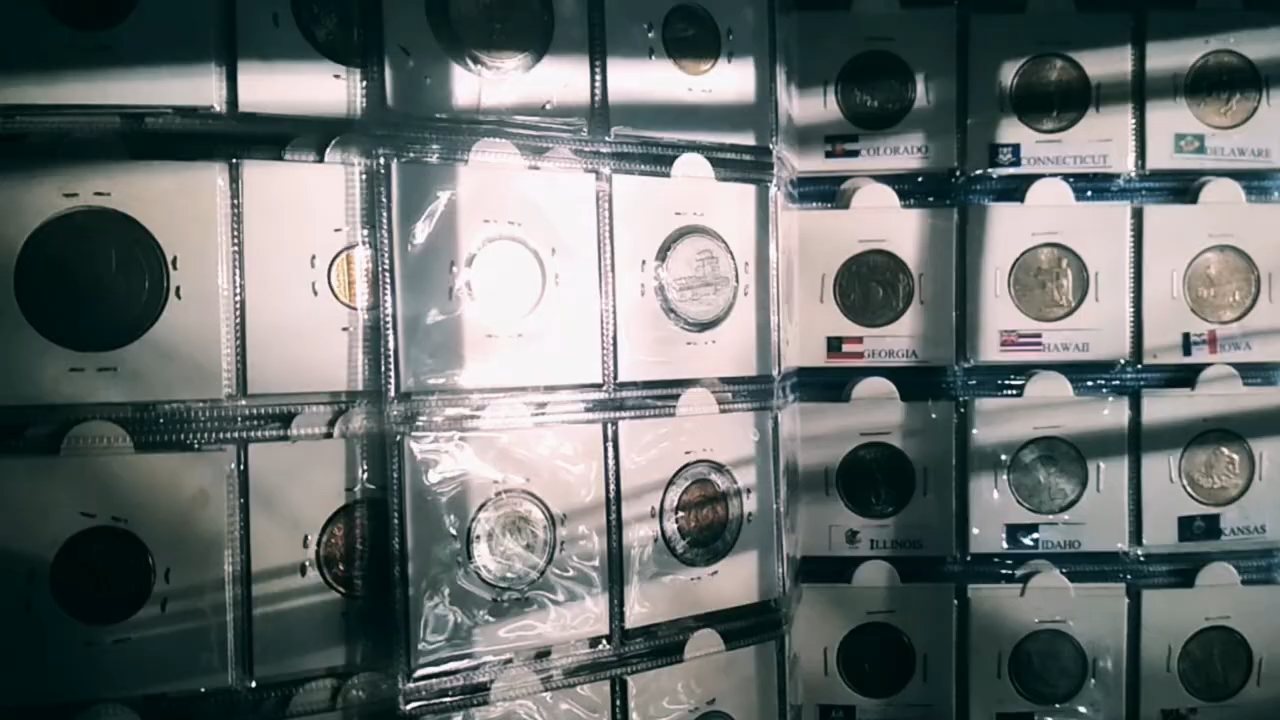 COLORADO
CONNECTICUT
DELAWARE
GEORGIA
HAWAII
IOWA
ILLINOIS
IDAHO
KANSAS